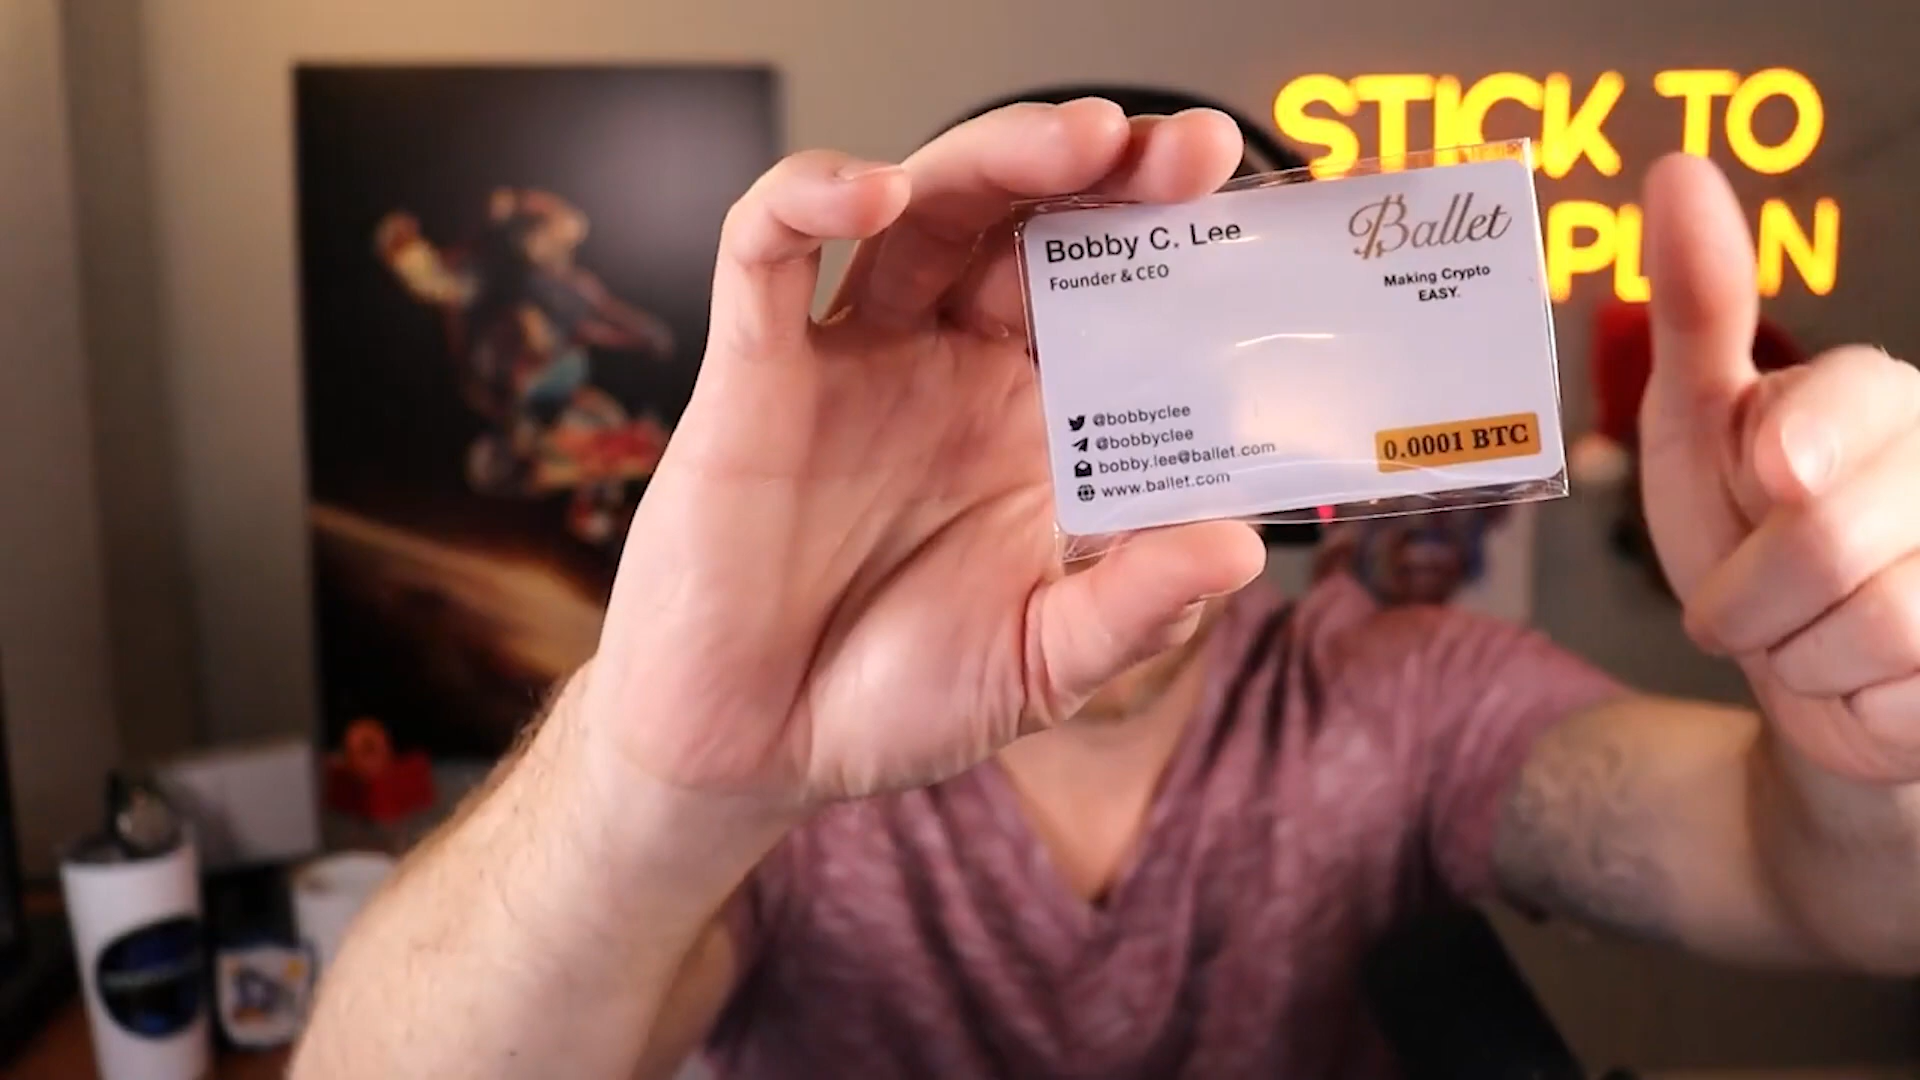 STICK TO
PL N
Bobby C. Lee
Founder & CEO
Ballet
Making Crypto
EASY.
@bobbyclee
@bobbyclee
bobby.lee@ballet.com
www.ballet.com
0.0001 BTC